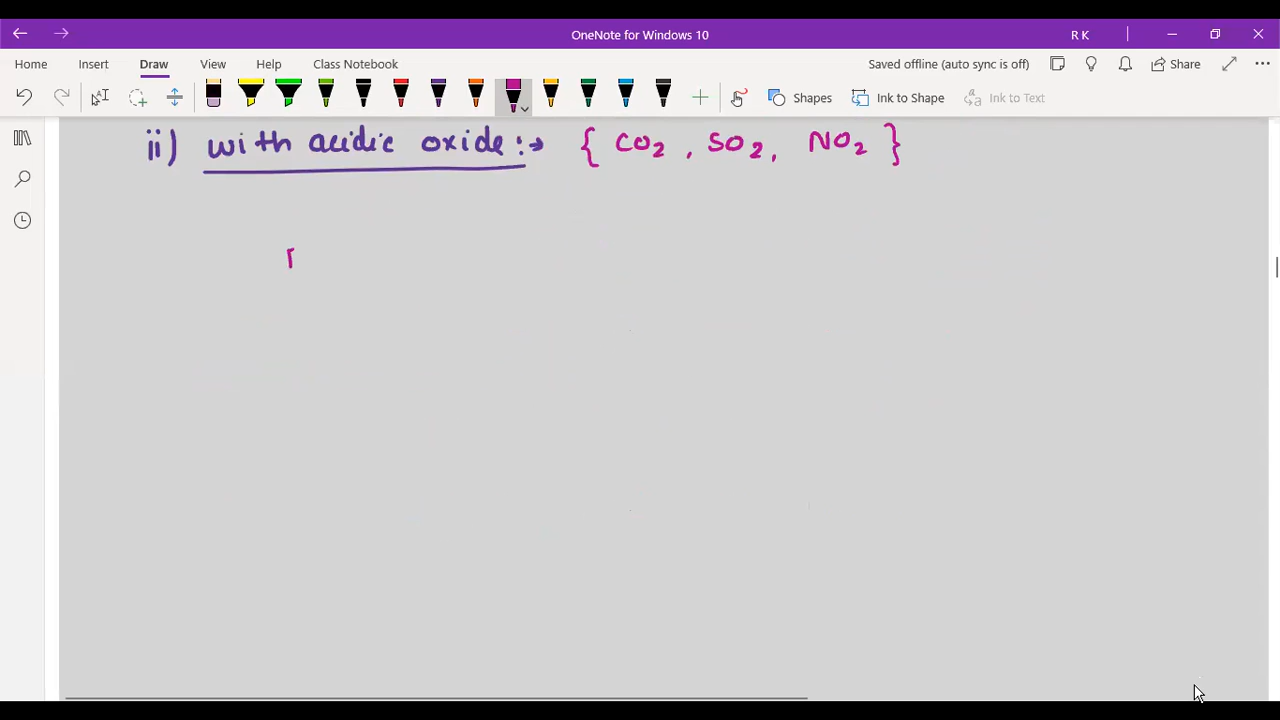 OneNote for Windows 10
R K
Home Insert Draw View Help Class Notebook
Saved offline (auto sync is off)
Share
Shapes
Ink to Shape
Ink to Text
ii) with acidic oxide :→ { CO₂ , SO₂, NO₂ }